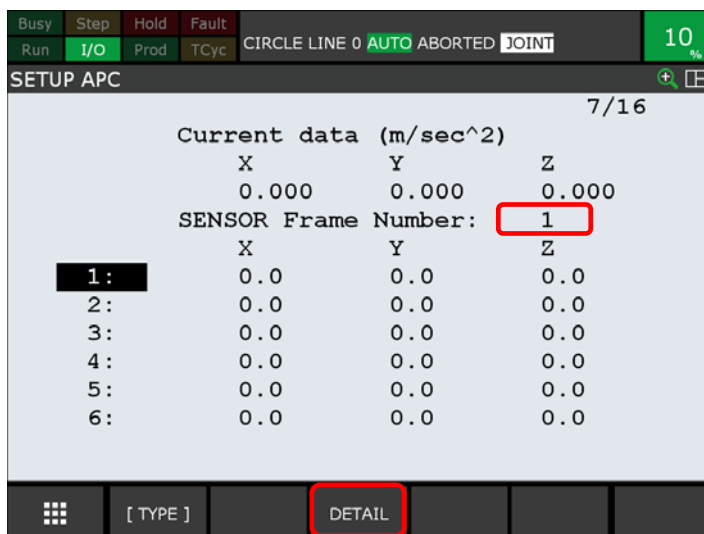 Busy Step Hold Fault
Run I/O Prod TCyc CIRCLE LINE 0 AUTO ABORTED JOINT 10 %
SETUP APC
7/16
Current data (m/sec^2)
X Y Z
0.000 0.000 0.000
SENSOR Frame Number: 1
X Y Z
1: 0.0 0.0 0.0
2: 0.0 0.0 0.0
3: 0.0 0.0 0.0
4: 0.0 0.0 0.0
5: 0.0 0.0 0.0
6: 0.0 0.0 0.0
[ TYPE ] DETAIL